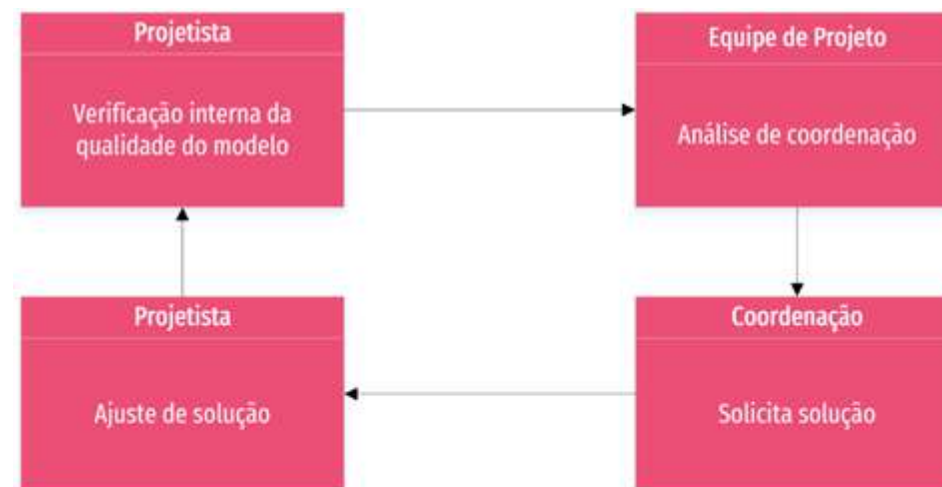 Projetista
Verificação interna da
qualidade do modelo
Equipe de Projeto
Análise de coordenação
Coordenação
Solicita solução
Projetista
Ajuste de solução